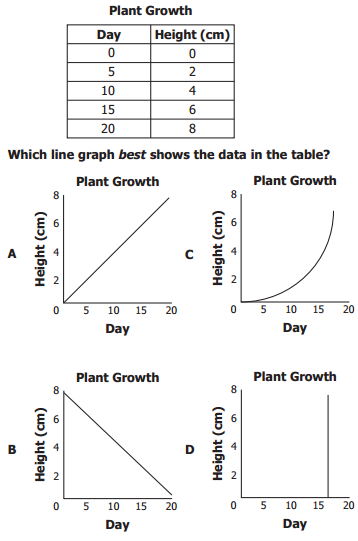 Plant Growth
Day Height (cm)
0 0
5 2
10 4
15 6
20 8
Which line graph best shows the data in the table?
A
Plant Growth
Height (cm)
8
6
4
2
0 5 10 15 20
Day
C
Plant Growth
Height (cm)
8
6
4
2
0 5 10 15 20
Day
B
Plant Growth
Height (cm)
8
6
4
2
0 5 10 15 20
Day
D
Plant Growth
Height (cm)
8
6
4
2
0 5 10 15 20
Day